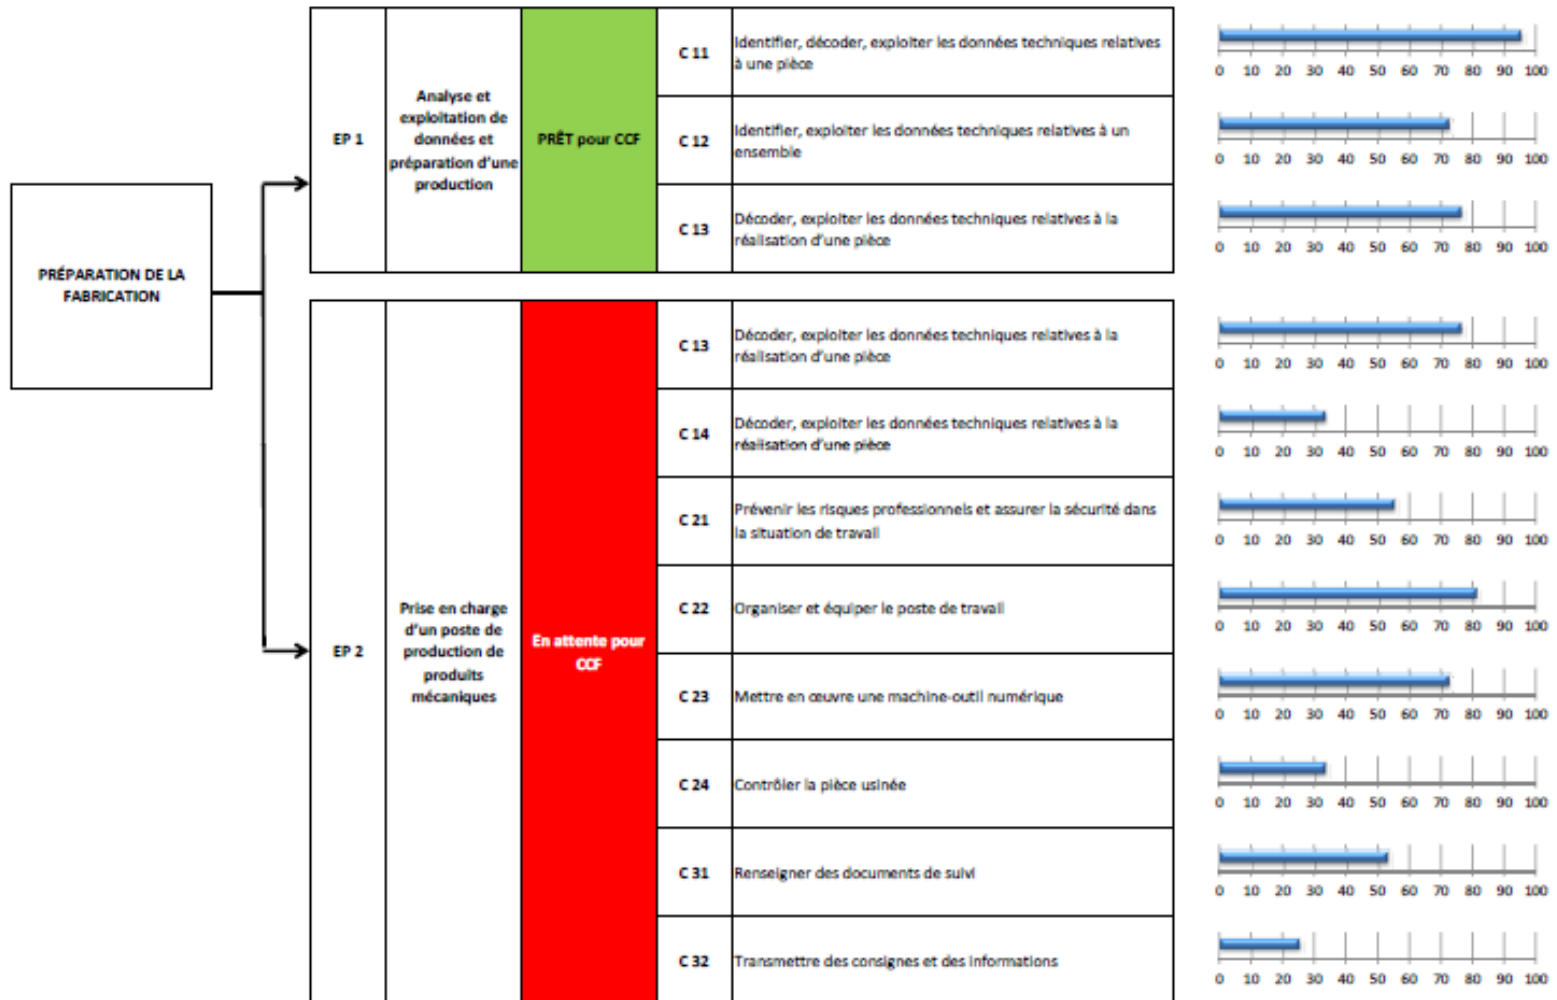 PRÉPARATION DE LA
FABRICATION
EP 1
Analyse et
exploitation de
données et
préparation d'une
production
PRÊT pour CCF
C 11
Identifier, décoder, exploiter les données techniques relatives
à une pièce
0 10 20 30 40 50 60 70 80 90 100
C 12
Identifier, exploiter les données techniques relatives à un
ensemble
0 10 20 30 40 50 60 70 80 90 100
C 13
Décoder, exploiter les données techniques relatives à la
réalisation d'une pièce
0 10 20 30 40 50 60 70 80 90 100
EP 2
Prise en charge
d'un poste de
production de
produits
mécaniques
En attente pour
CCF
C 13
Décoder, exploiter les données techniques relatives à la
réalisation d'une pièce
0 10 20 30 40 50 60 70 80 90 100
C 14
Décoder, exploiter les données techniques relatives à la
réalisation d'une pièce
0 10 20 30 40 50 60 70 80 90 100
C 21
Prévenir les risques professionnels et assurer la sécurité dans
la situation de travail
0 10 20 30 40 50 60 70 80 90 100
C 22
Organiser et équiper le poste de travail
0 10 20 30 40 50 60 70 80 90 100
C 23
Mettre en œuvre une machine-outil numérique
0 10 20 30 40 50 60 70 80 90 100
C 24
Contrôler la pièce usinée
0 10 20 30 40 50 60 70 80 90 100
C 31
Renseigner des documents de suivi
0 10 20 30 40 50 60 70 80 90 100
C 32
Transmettre des consignes et des informations
0 10 20 30 40 50 60 70 80 90 100